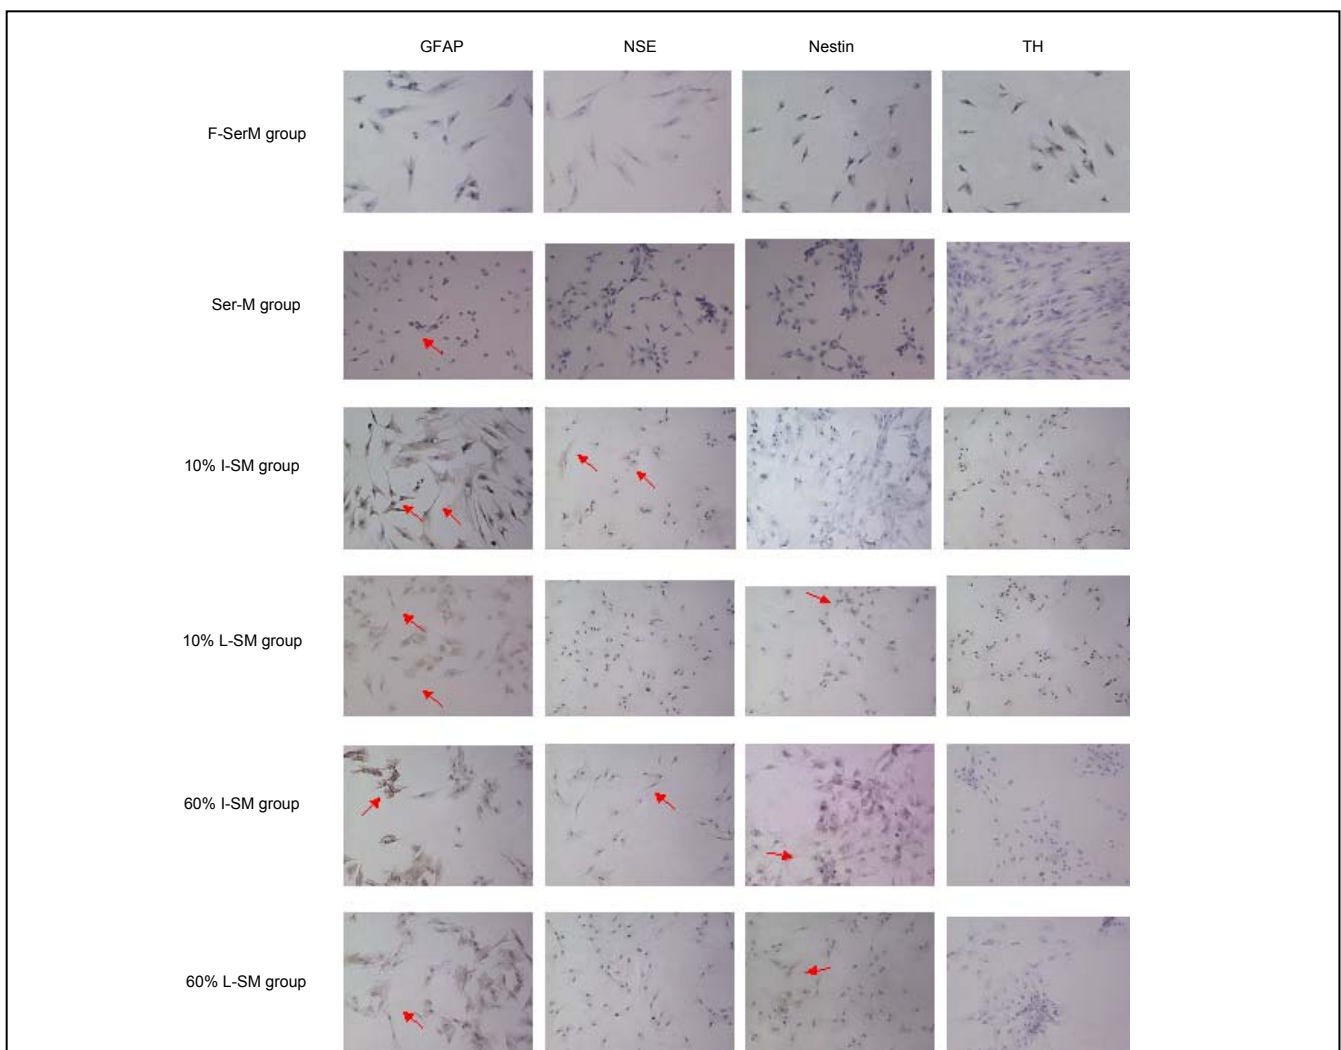 GFAP NSE Nestin TH
F-SerM group
Ser-M group
10% I-SM group
10% L-SM group
60% I-SM group
60% L-SM group